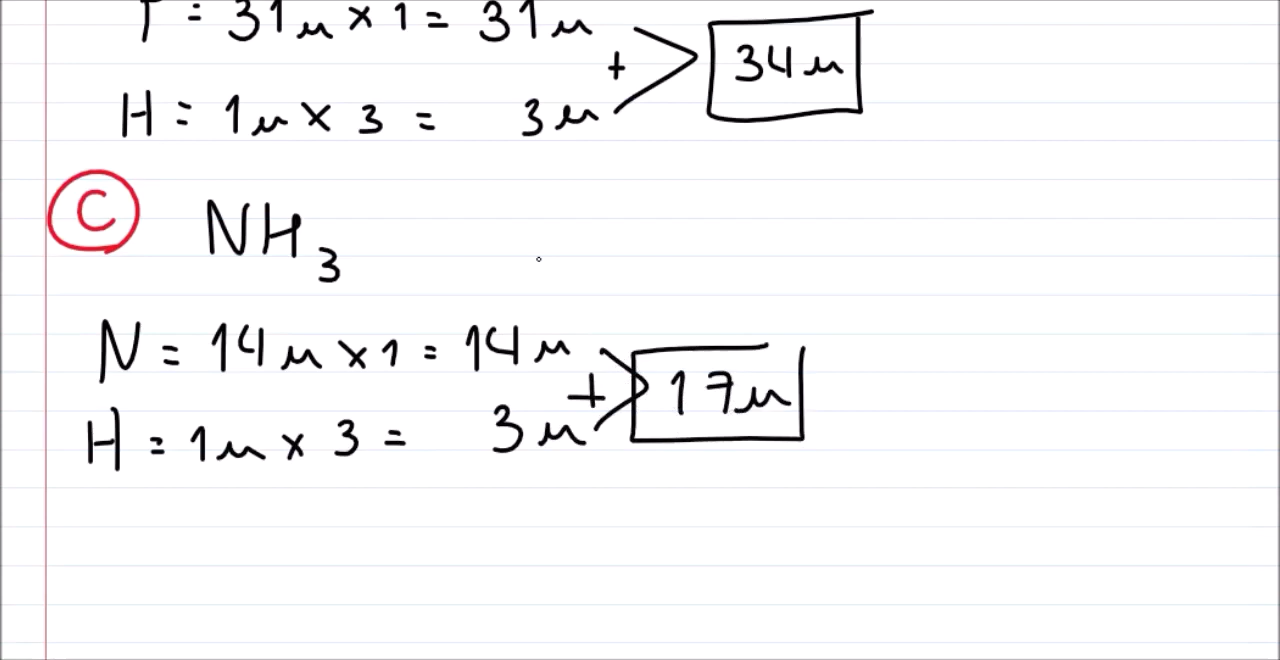 P = 31u x 1 = 31u
+ 34u
H = 1u x 3 = 3u
C NH₃
N = 14u x 1 = 14u
+ 17u
H = 1u x 3 = 3u